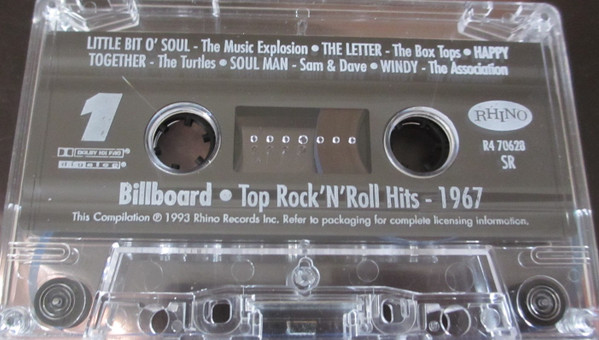 LITTLE BIT O' SOUL - The Music Explosion • THE LETTER - The Box Tops • HAPPY
TOGETHER - The Turtles • SOUL MAN - Sam & Dave • WINDY - The Association
1
RHINO
DOLBY HX PRO
digalog
R4 70628
SR
Billboard • Top Rock'N'Roll Hits - 1967
This Compilation ℗ 1993 Rhino Records Inc. Refer to packaging for complete licensing information.